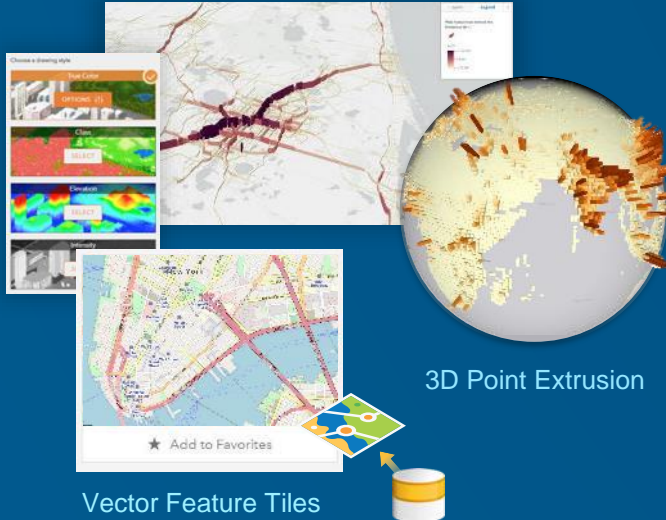 Legend
Choose a drawing style
True Color
OPTIONS
Class
SELECT
Elevation
SELECT
Intensity
New York
★ Add to Favorites
3D Point Extrusion
Vector Feature Tiles